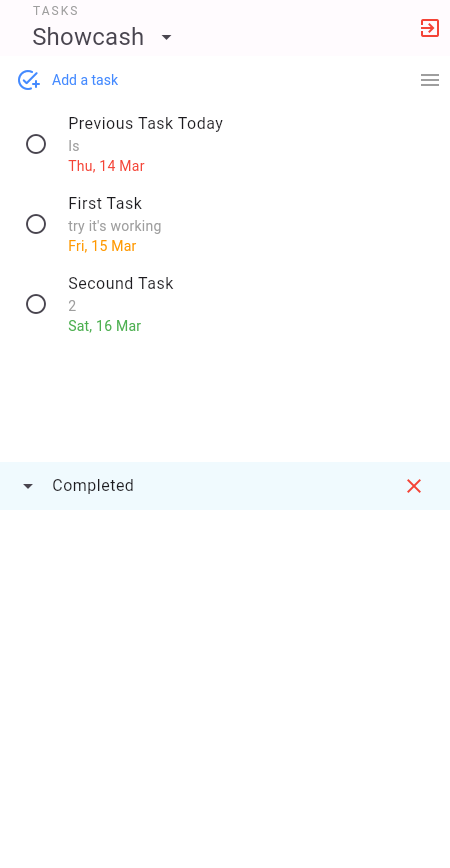 TASKS
Showcash
Add a task
Previous Task Today
Is
Thu, 14 Mar
First Task
try it's working
Fri, 15 Mar
Secound Task
2
Sat, 16 Mar
Completed